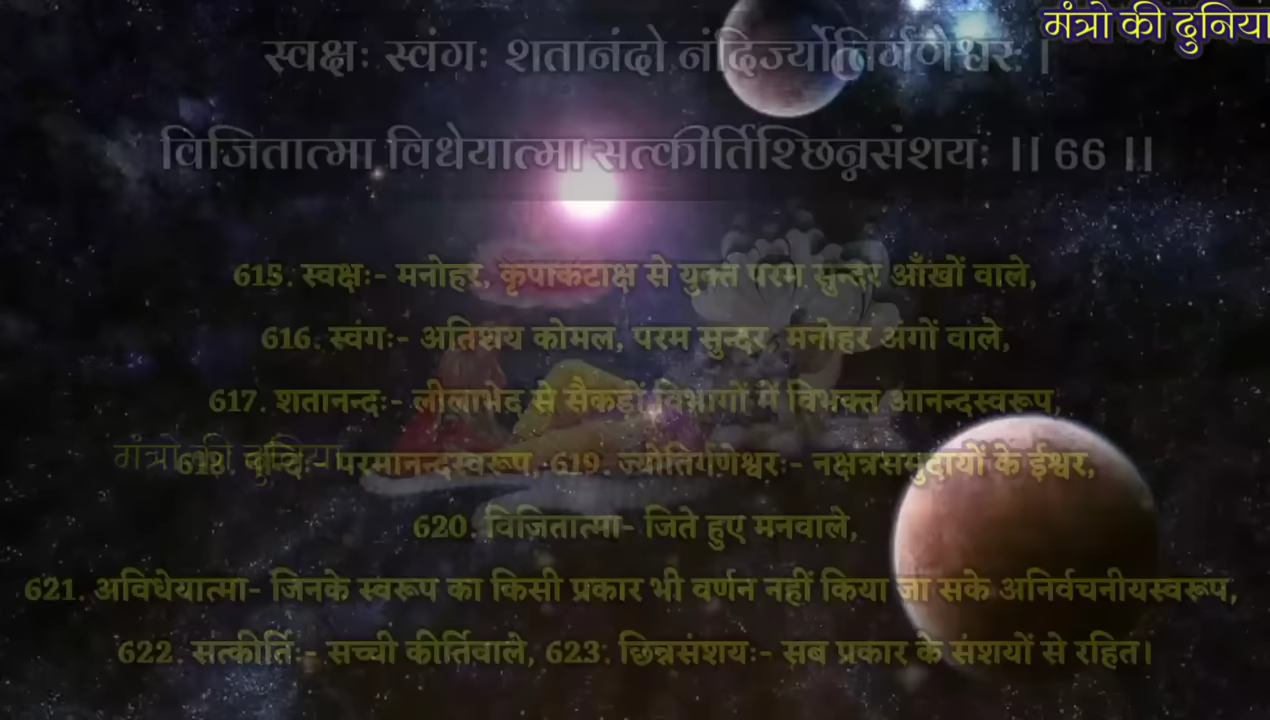 मंत्रो की दुनिया
स्वक्षः स्वंगः शतानंदो नंदिर्ज्योतिर्गणेश्वरः ।
विजितात्मा विधेयात्मा सत्कीर्तिश्छिन्नसंशयः ।। 66 ।।
615. स्वक्षः- मनोहर, कृपाकटाक्ष से युक्त परम सुन्दर आँखों वाले,
616. स्वंगः- अतिशय कोमल, परम सुन्दर, मनोहर अंगों वाले,
617. शतानन्दः- लीलाभेद से सैकडों विभागों में विभक्त आनन्दस्वरूप,
मंत्रो की दुनिया
618. नन्दिः- परमानन्दस्वरूप, 619. ज्योतिर्गणेश्वरः- नक्षत्रसमुदायों के ईश्वर,
620. विजितात्मा- जिते हुए मनवाले,
621. अविधेयात्मा- जिनके स्वरूप का किसी प्रकार भी वर्णन नहीं किया जा सके अनिर्वचनीयस्वरूप,
622. सत्कीर्तिः- सच्ची कीर्तिवाले, 623. छिन्नसंशयः- सब प्रकार के संशयों से रहित।